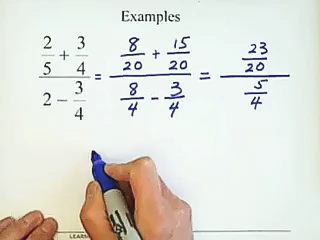 Examples
(2/5 + 3/4)/(2 − 3/4) = (8/20 + 15/20)/(8/4 − 3/4) = (23/20)/(5/4)
LEARN